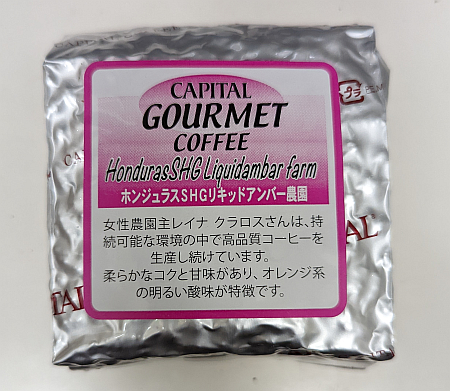 CAPITAL
GOURMET
COFFEE
HondurasSHG Liquidambar farm
ホンジュラスSHGリキッドアンバー農園
女性農園主レイナ クラロスさんは、持
続可能な環境の中で高品質コーヒーを
生産し続けています。
柔らかなコクと甘味があり、オレンジ系
の明るい酸味が特徴です。
プラ
TAL